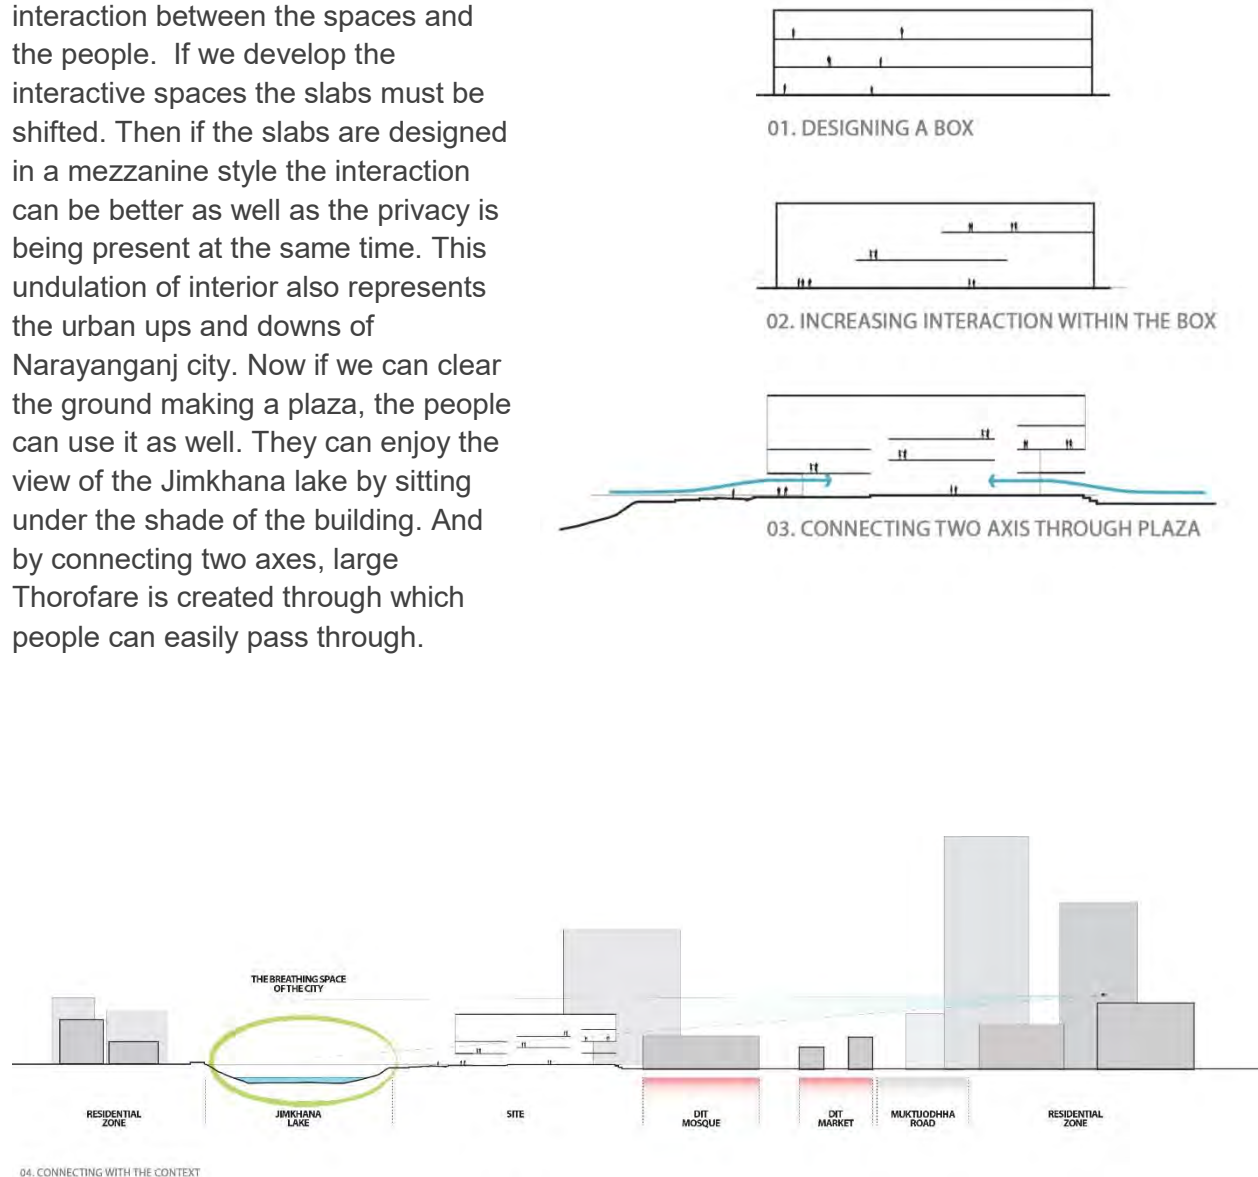 interaction between the spaces and
the people.  If we develop the
interactive spaces the slabs must be
shifted. Then if the slabs are designed
in a mezzanine style the interaction
can be better as well as the privacy is
being present at the same time. This
undulation of interior also represents
the urban ups and downs of
Narayanganj city. Now if we can clear
the ground making a plaza, the people
can use it as well. They can enjoy the
view of the Jimkhana lake by sitting
under the shade of the building. And
by connecting two axes, large
Thorofare is created through which
people can easily pass through.
01. DESIGNING A BOX
02. INCREASING INTERACTION WITHIN THE BOX
03. CONNECTING TWO AXIS THROUGH PLAZA
THE BREATHING SPACE
OF THE CITY
RESIDENTIAL
ZONE
JIMKHANA
LAKE
SITE
DIT
MOSQUE
DIT
MARKET
MUKTIJODHHA
ROAD
RESIDENTIAL
ZONE
04. CONNECTING WITH THE CONTEXT